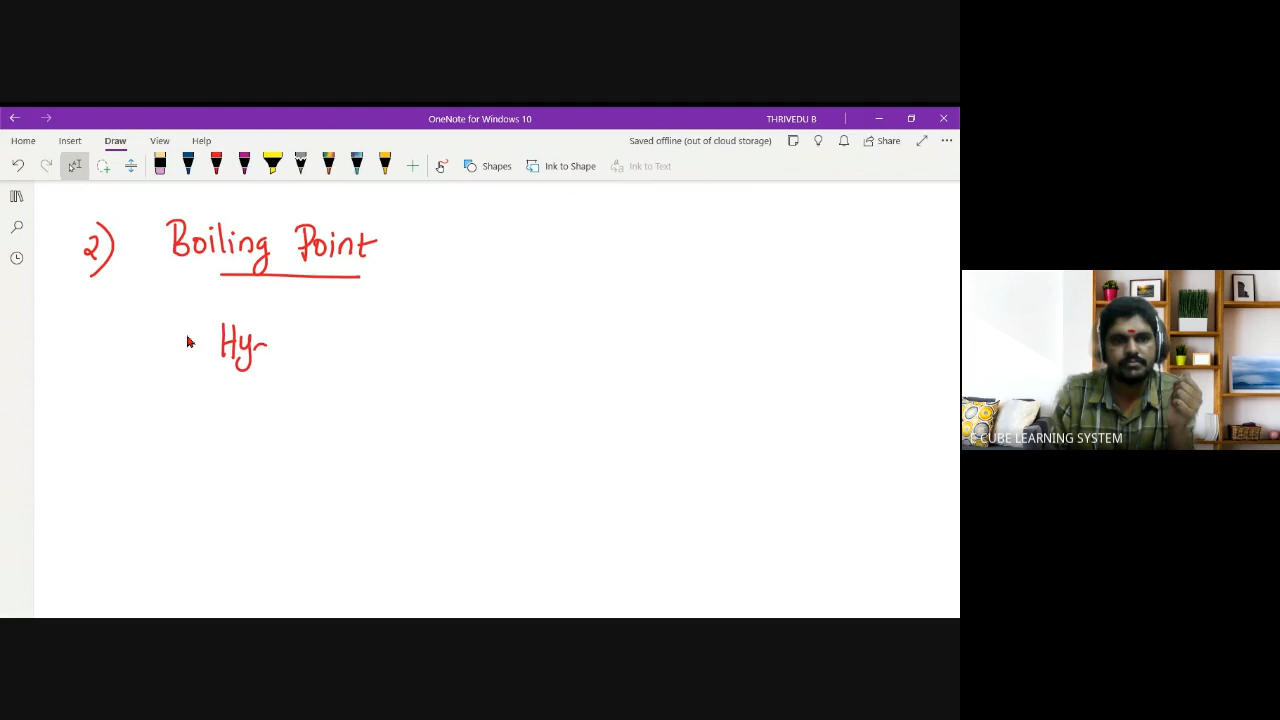 OneNote for Windows 10
THRIVEDU B
Home Insert Draw View Help
Saved offline (out of cloud storage)
Share
Shapes
Ink to Shape
Ink to Text
2) Boiling Point
Hy
C CUBE LEARNING SYSTEM